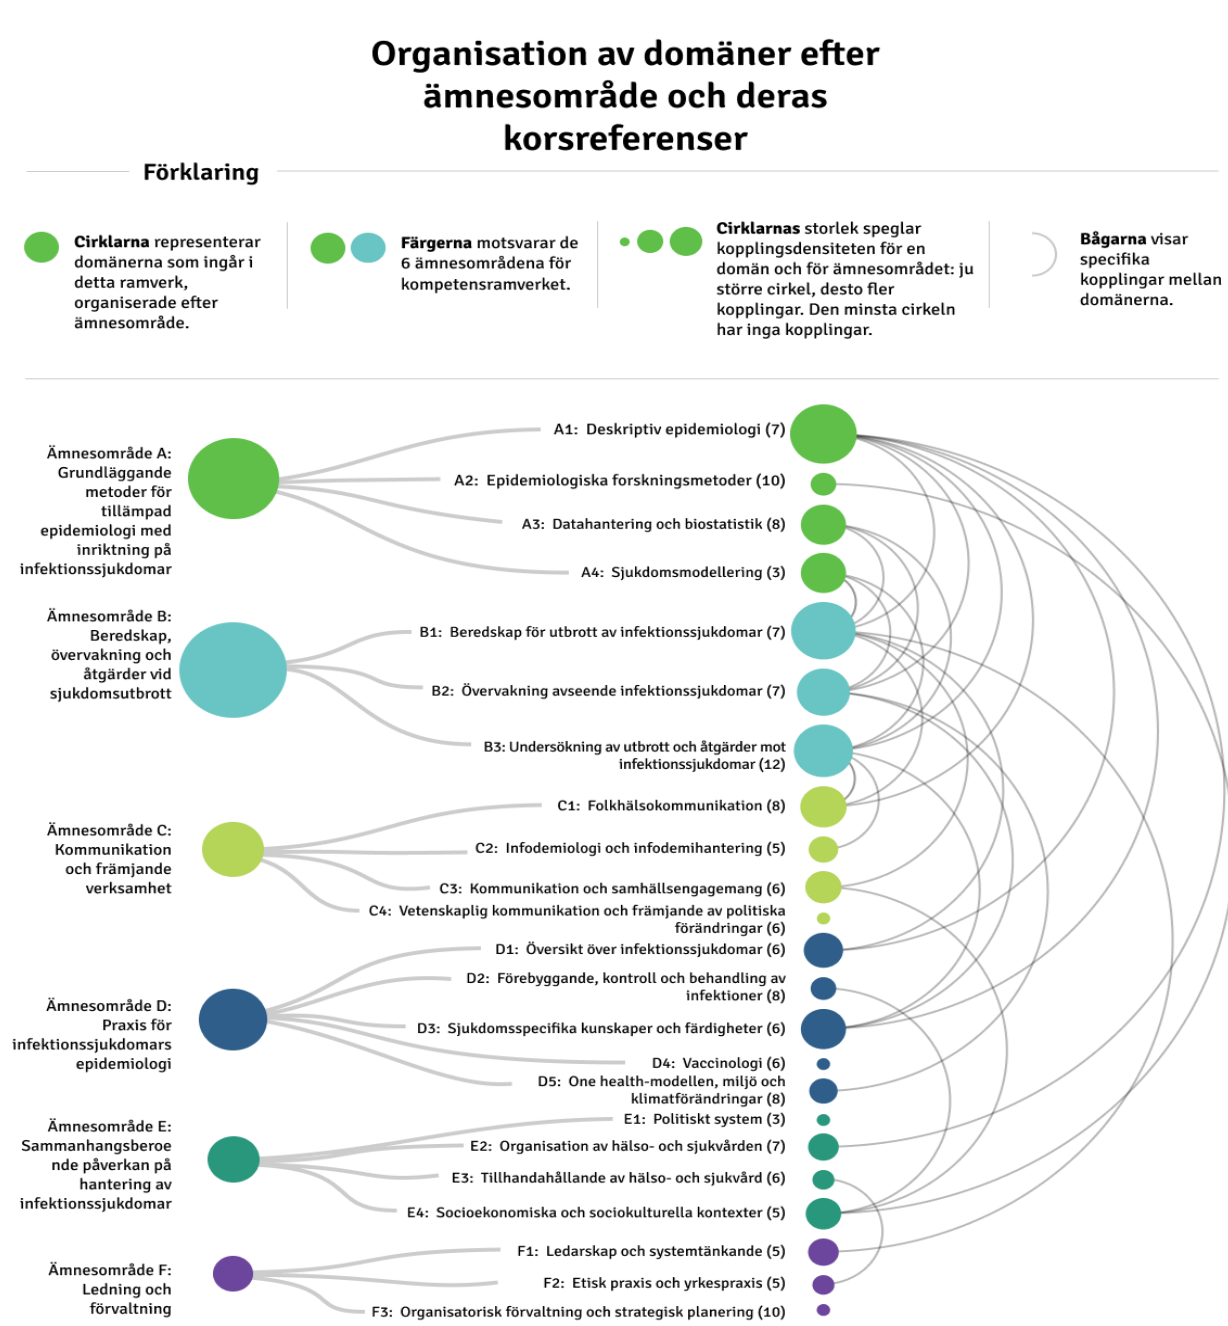 Organisation av domäner efter
ämnesområde och deras
korsreferenser
Förklaring
Cirklarna representerar
domänerna som ingår i
detta ramverk,
organiserade efter
ämnesområde.
Färgerna motsvarar de
6 ämnesområdena för
kompetensramverket.
Cirklarnas storlek speglar
kopplingsdensiteten för en
domän och för ämnesområdet: ju
större cirkel, desto fler
kopplingar. Den minsta cirkeln
har inga kopplingar.
Bågarna visar
specifika
kopplingar mellan
domänerna.
Ämnesområde A:
Grundläggande
metoder för
tillämpad
epidemiologi med
inriktning på
infektionssjukdomar
A1: Deskriptiv epidemiologi (7)
A2: Epidemiologiska forskningsmetoder (10)
A3: Datahantering och biostatistik (8)
A4: Sjukdomsmodellering (3)
Ämnesområde B:
Beredskap,
övervakning och
åtgärder vid
sjukdomsutbrott
B1: Beredskap för utbrott av infektionssjukdomar (7)
B2: Övervakning avseende infektionssjukdomar (7)
B3: Undersökning av utbrott och åtgärder mot
infektionssjukdomar (12)
Ämnesområde C:
Kommunikation
och främjande
verksamhet
C1: Folkhälsokommunikation (8)
C2: Infodemiologi och infodemihantering (5)
C3: Kommunikation och samhällsengagemang (6)
C4: Vetenskaplig kommunikation och främjande av politiska
förändringar (6)
Ämnesområde D:
Praxis för
infektionssjukdomars
epidemiologi
D1: Översikt över infektionssjukdomar (6)
D2: Förebyggande, kontroll och behandling av
infektioner (8)
D3: Sjukdomsspecifika kunskaper och färdigheter (6)
D4: Vaccinologi (6)
D5: One health-modellen, miljö och
klimatförändringar (8)
Ämnesområde E:
Sammanhangsberoe
nde påverkan på
hantering av
infektionssjukdomar
E1: Politiskt system (3)
E2: Organisation av hälso- och sjukvården (7)
E3: Tillhandahållande av hälso- och sjukvård (6)
E4: Socioekonomiska och sociokulturella kontexter (5)
Ämnesområde F:
Ledning och
förvaltning
F1: Ledarskap och systemtänkande (5)
F2: Etisk praxis och yrkespraxis (5)
F3: Organisatorisk förvaltning och strategisk planering (10)